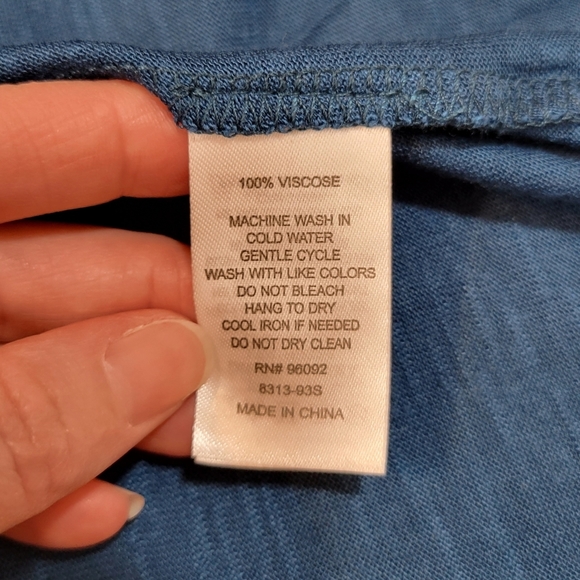 100% VISCOSE
MACHINE WASH IN
COLD WATER
GENTLE CYCLE
WASH WITH LIKE COLORS
DO NOT BLEACH
HANG TO DRY
COOL IRON IF NEEDED
DO NOT DRY CLEAN
RN# 96092
8313-93S
MADE IN CHINA